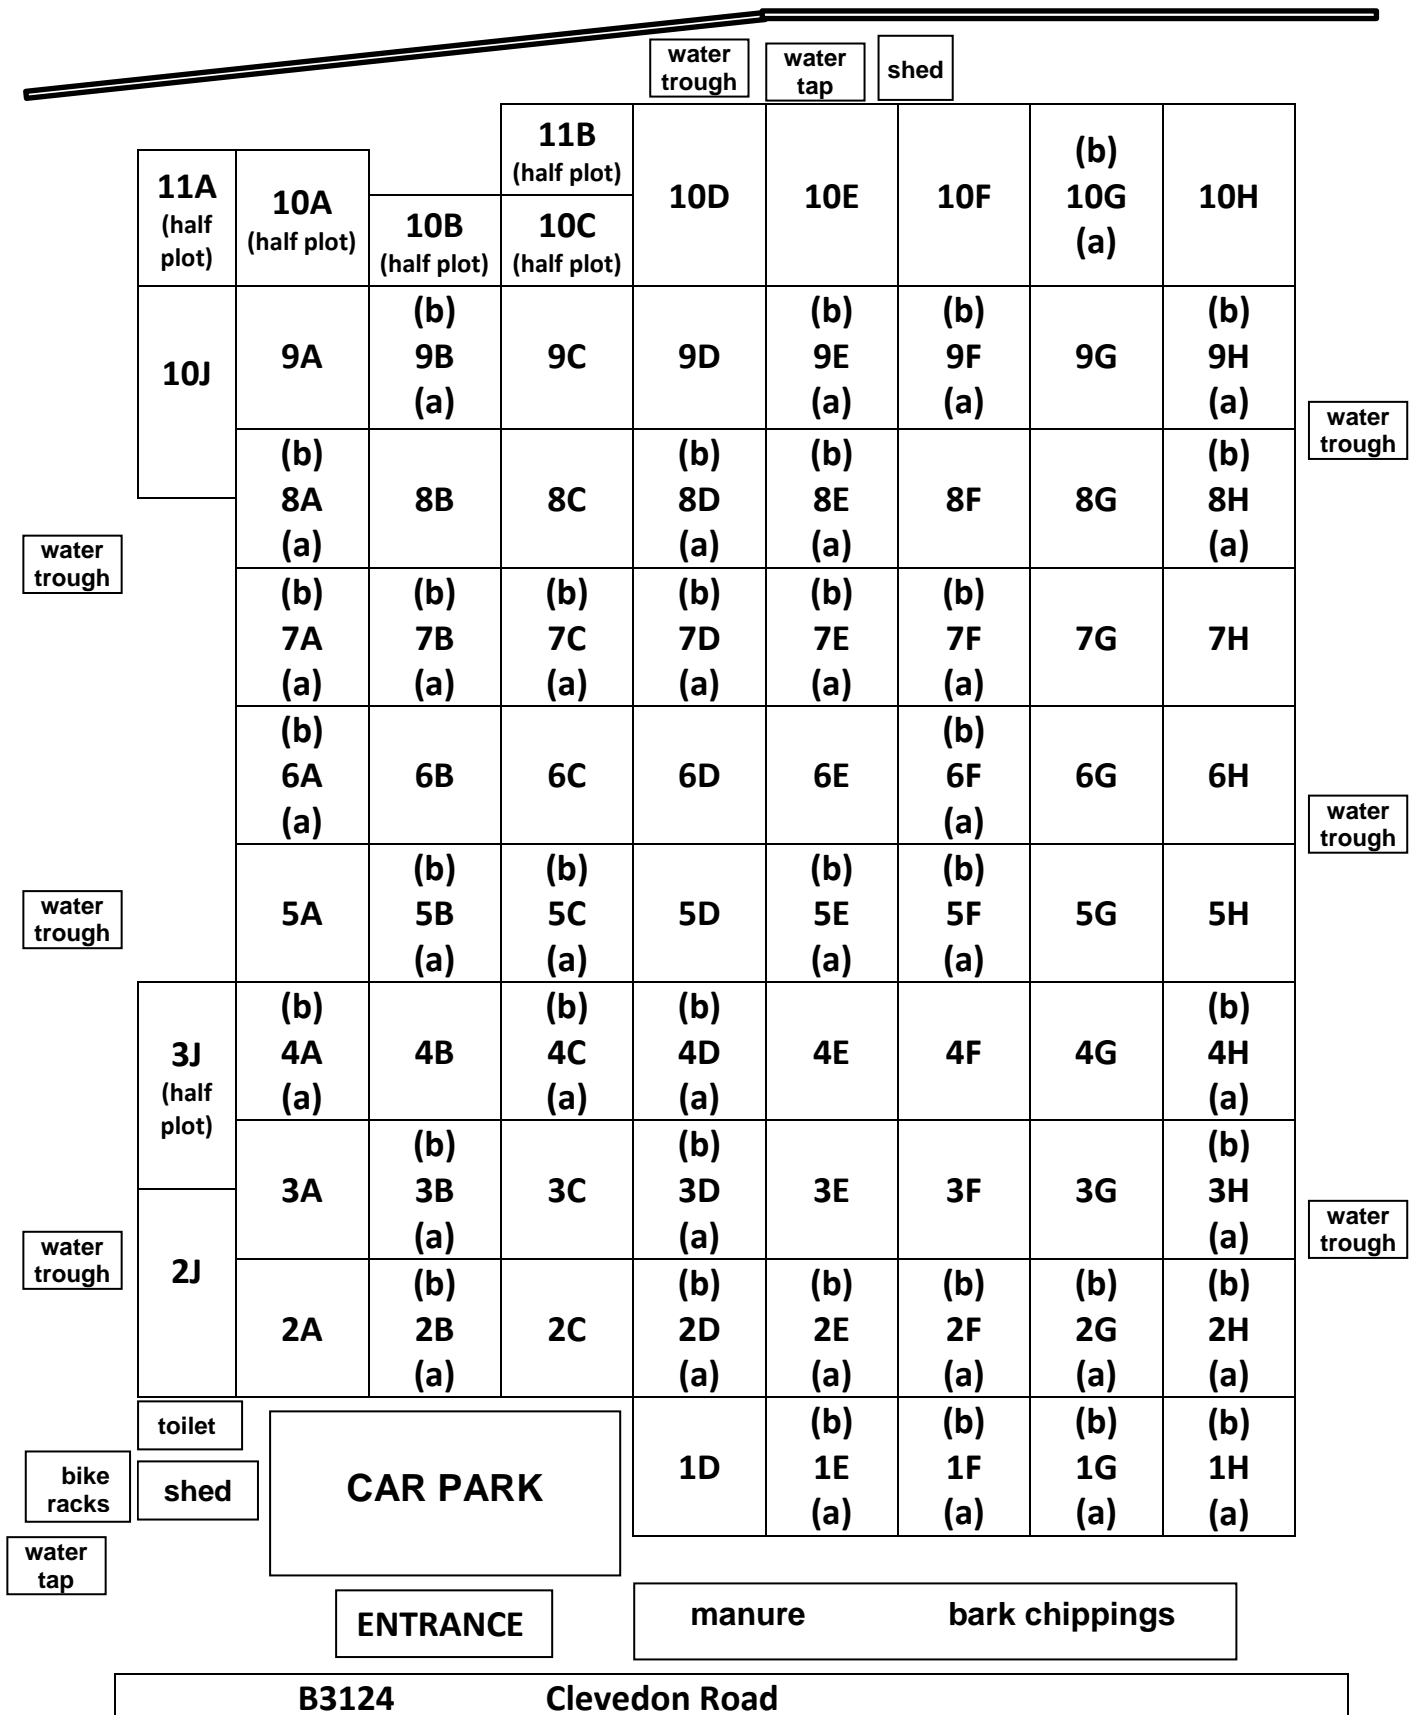 water
trough
water
tap
shed
11A
(half
plot)
10A
(half plot)
10B
(half plot)
11B
(half plot)
10C
(half plot)
10D
10E
10F
(b)
10G
(a)
10H
10J
9A
(b)
9B
(a)
9C
9D
(b)
9E
(a)
(b)
9F
(a)
9G
(b)
9H
(a)
water
trough
(b)
8A
(a)
8B
8C
(b)
8D
(a)
(b)
8E
(a)
8F
8G
(b)
8H
(a)
water
trough
(b)
7A
(a)
(b)
7B
(a)
(b)
7C
(a)
(b)
7D
(a)
(b)
7E
(a)
(b)
7F
(a)
7G
7H
(b)
6A
(a)
6B
6C
6D
6E
(b)
6F
(a)
6G
6H
water
trough
water
trough
5A
(b)
5B
(a)
(b)
5C
(a)
5D
(b)
5E
(a)
(b)
5F
(a)
5G
5H
3J
(half
plot)
(b)
4A
(a)
4B
(b)
4C
(a)
(b)
4D
(a)
4E
4F
4G
(b)
4H
(a)
3A
(b)
3B
(a)
3C
(b)
3D
(a)
3E
3F
3G
(b)
3H
(a)
water
trough
water
trough
2J
2A
(b)
2B
(a)
2C
(b)
2D
(a)
(b)
2E
(a)
(b)
2F
(a)
(b)
2G
(a)
(b)
2H
(a)
toilet
bike
racks
shed
CAR PARK
1D
(b)
1E
(a)
(b)
1F
(a)
(b)
1G
(a)
(b)
1H
(a)
water
tap
ENTRANCE
manure bark chippings
B3124 Clevedon Road